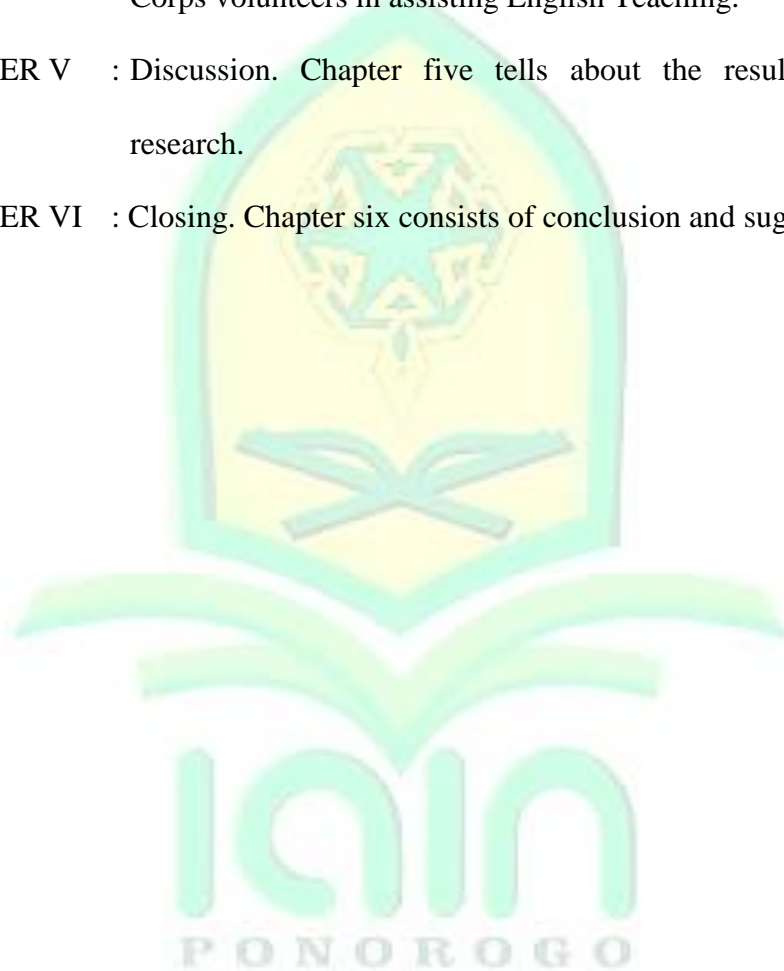 Corps volunteers in assisting English Teaching.
ER V : Discussion. Chapter five tells about the resul
research.
ER VI : Closing. Chapter six consists of conclusion and sug
iain
PONOROGO